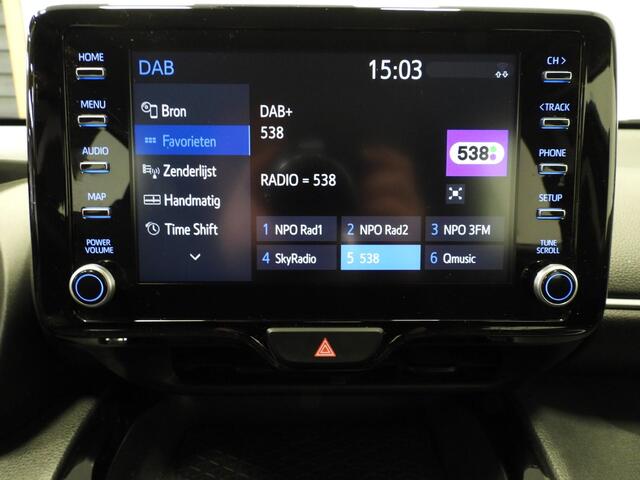 HOME
MENU
AUDIO
MAP
POWER
VOLUME
DAB
15:03
Bron
Favorieten
Zenderlijst
Handmatig
Time Shift
DAB+
538
RADIO = 538
538
1 NPO Rad1
2 NPO Rad2
3 NPO 3FM
4 SkyRadio
5 538
6 Qmusic
CH >
< TRACK
PHONE
SETUP
TUNE
SCROLL